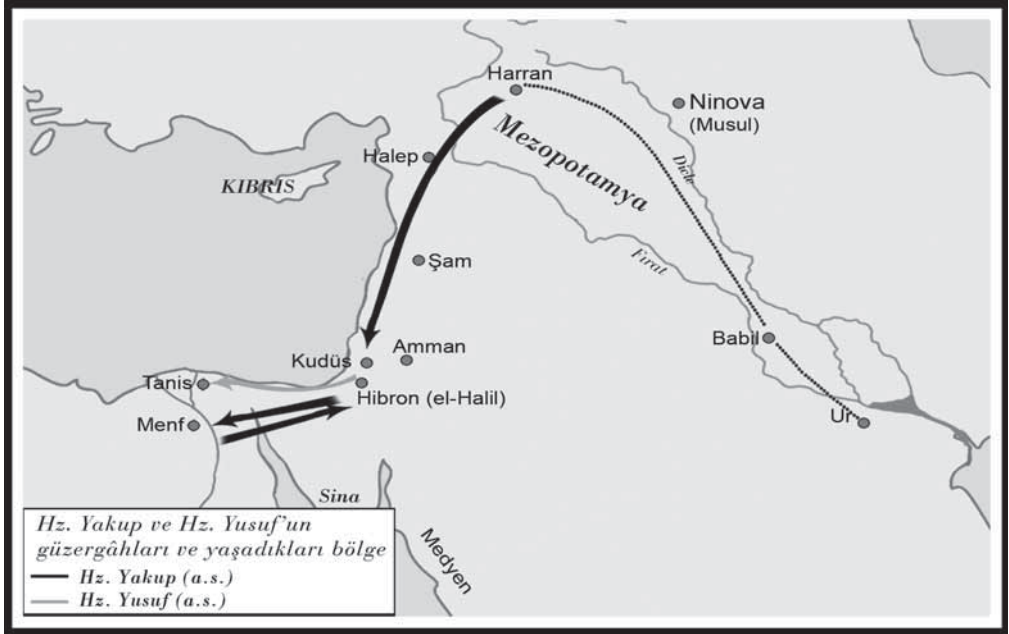 Harran
Ninova
(Musul)
Mezopotamya
Dicle
Halep
KIBRIS
Şam
Fırat
Babil
Amman
Kudüs
Tanis
Hibron (el-Halil)
Menf
Ur
Sina
Medyen
Hz. Yakup ve Hz. Yusuf'un
güzergâhları ve yaşadıkları bölge
Hz. Yakup (a.s.)
Hz. Yusuf (a.s.)